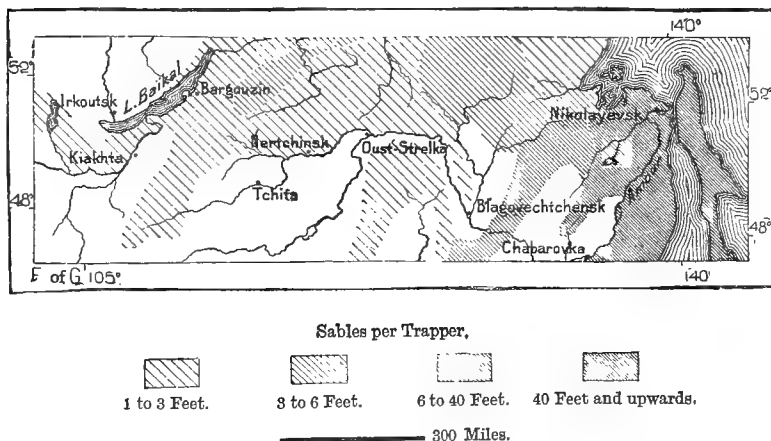 140°
52°
L. Baikal
Irkoutsk
Bargouzin
52°
Nikolayevsk
Kiakhta
Nertchinsk
Oust-Strelka
Amour
48°
Tchita
Blagovechtchensk
48°
Chabarovka
E of G 105°
140
Sables per Trapper.
1 to 3 Feet.
3 to 6 Feet.
6 to 40 Feet.
40 Feet and upwards.
300 Miles.